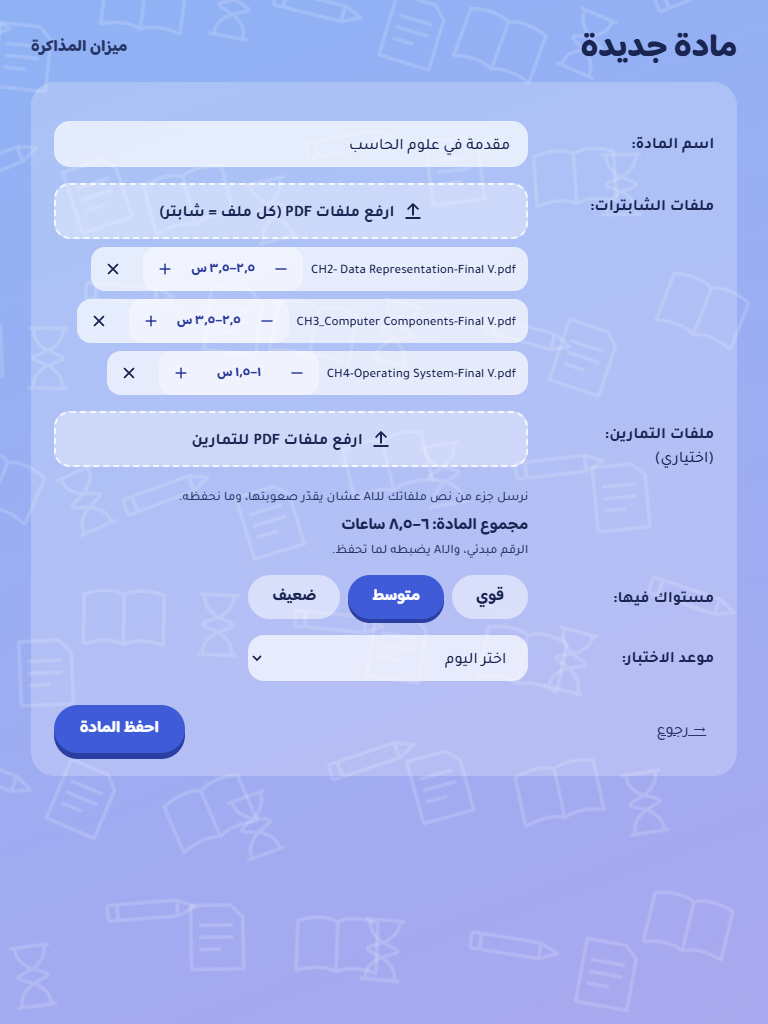 مادة جديدة
ميزان المذاكرة
اسم المادة:
مقدمة في علوم الحاسب
ملفات الشابترات:
ارفع ملفات PDF (كل ملف = شابتر)
CH2- Data Representation-Final V.pdf − ٢٫٥–٣٫٥ س + ×
CH3_Computer Components-Final V.pdf − ٢٫٥–٣٫٥ س + ×
CH4-Operating System-Final V.pdf − ١–١٫٥ س + ×
ملفات التمارين:
(اختياري)
ارفع ملفات PDF للتمارين
نرسل جزء من نص ملفاتك للـAI عشان يقدّر صعوبتها، وما نحفظه.
مجموع المادة: ٦–٨٫٥ ساعات
الرقم مبدئي، والـAI يضبطه لما تحفظ.
مستواك فيها:
قوي
متوسط
ضعيف
موعد الاختبار:
اختر اليوم
→ رجوع
احفظ المادة